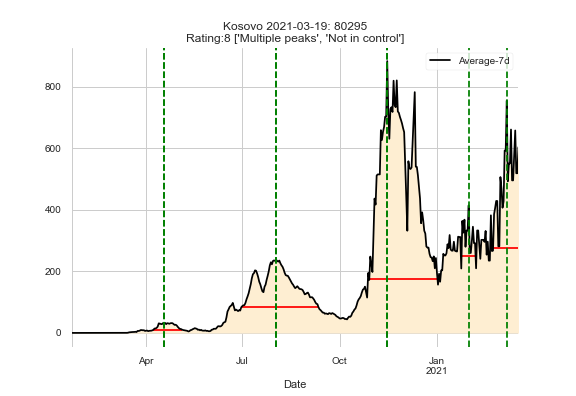 Kosovo 2021-03-19: 80295
Rating:8 ['Multiple peaks', 'Not in control']
Average-7d
800
600
400
200
0
Apr
Jul
Oct
Jan
2021
Date